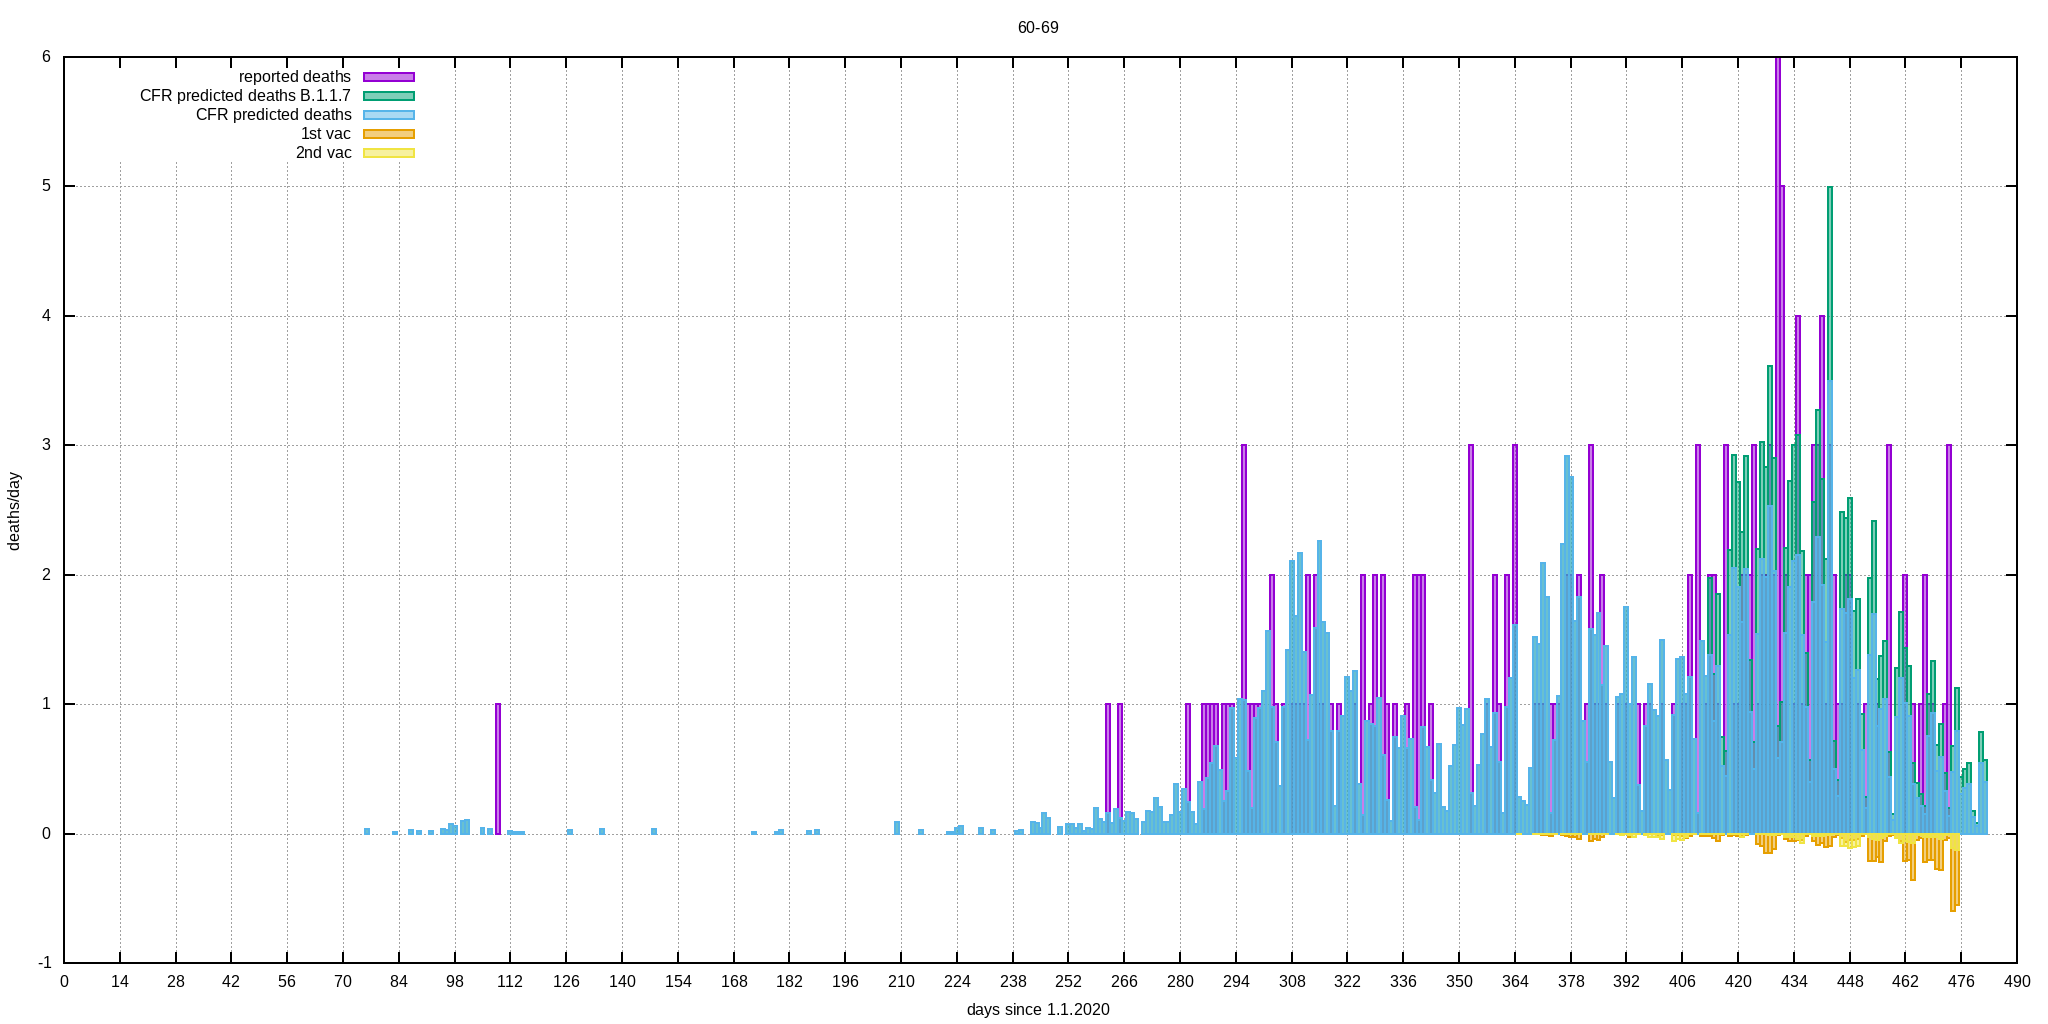 60-69
reported deaths
CFR predicted deaths B.1.1.7
CFR predicted deaths
1st vac
2nd vac
6
5
4
3
2
1
0
-1
deaths/day
0 14 28 42 56 70 84 98 112 126 140 154 168 182 196 210 224 238 252 266 280 294 308 322 336 350 364 378 392 406 420 434 448 462 476 490
days since 1.1.2020